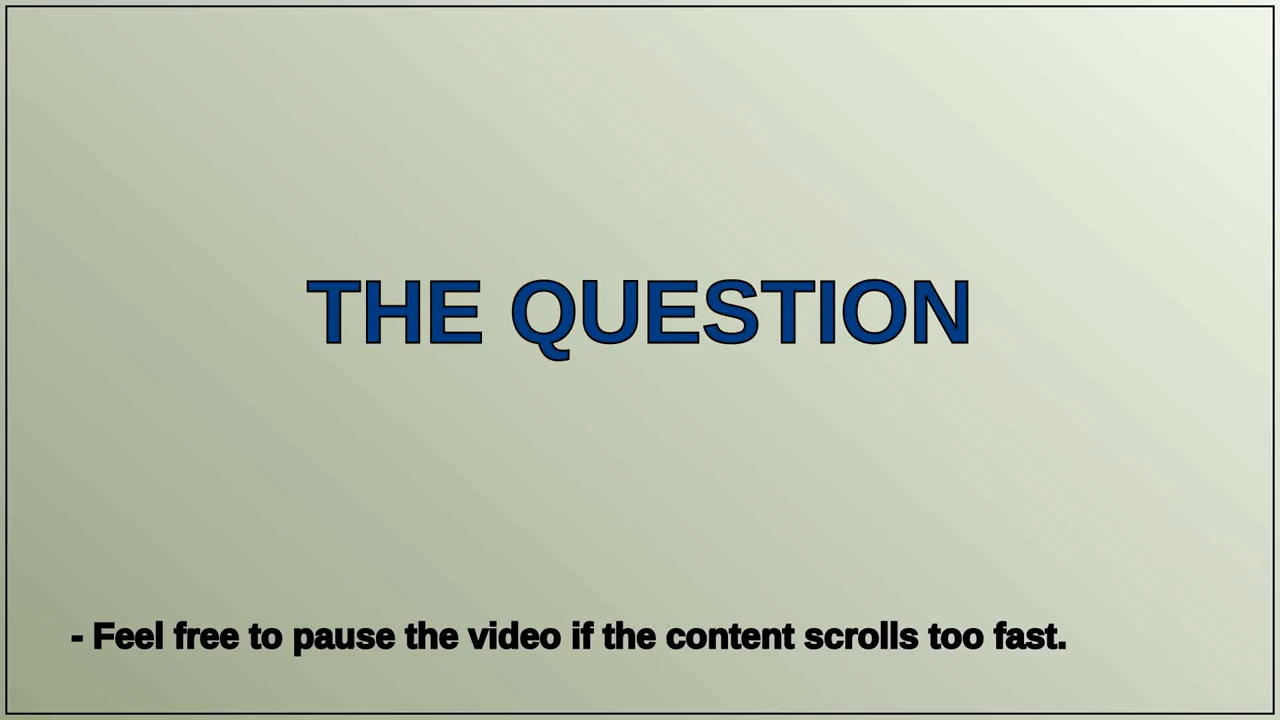 THE QUESTION
- Feel free to pause the video if the content scrolls too fast.